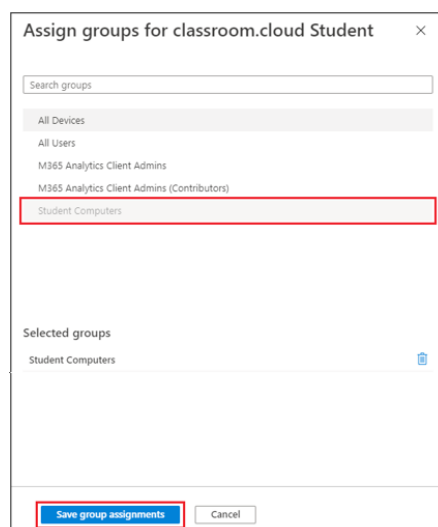 Assign groups for classroom.cloud Student
Search groups
All Devices
All Users
M365 Analytics Client Admins
M365 Analytics Client Admins (Contributors)
Student Computers
Selected groups
Student Computers
Save group assignments
Cancel